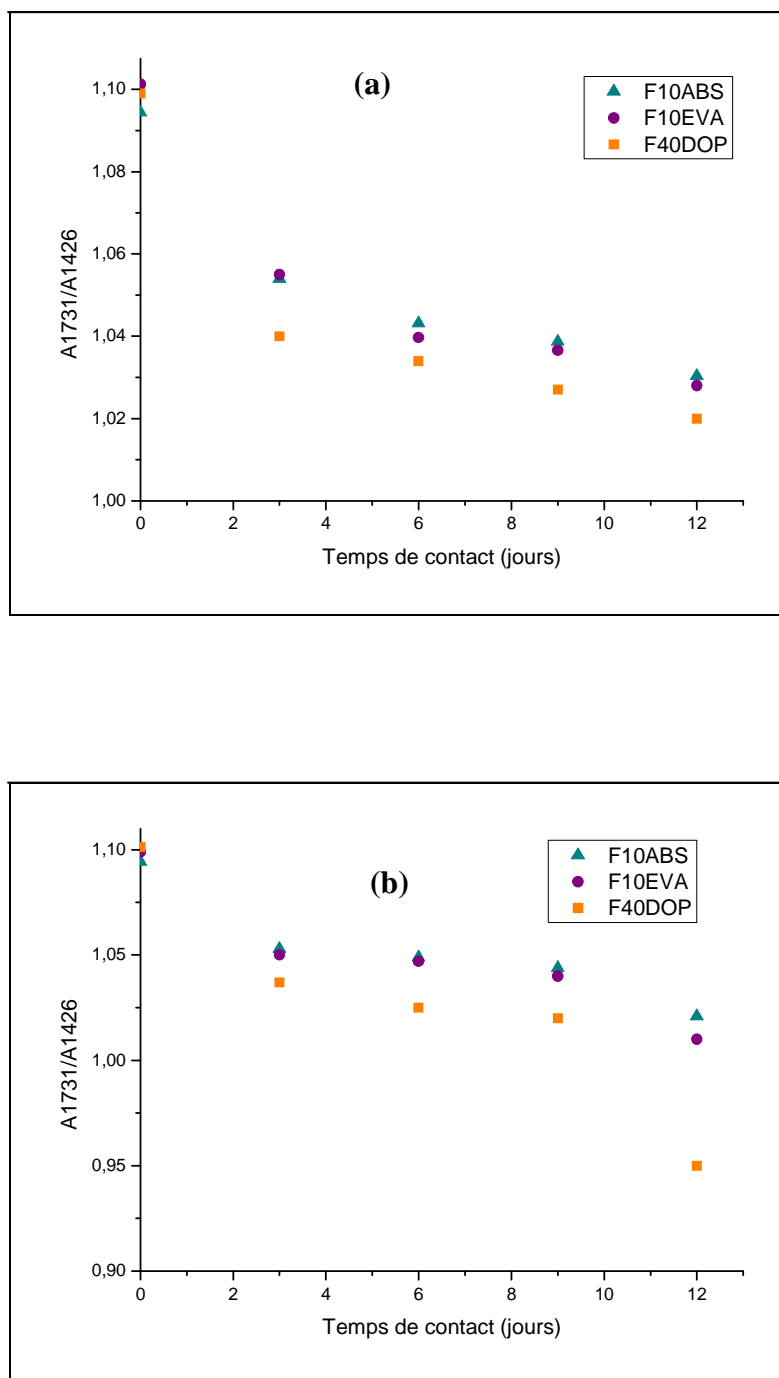 (a)
F10ABS
F10EVA
F40DOP
1,10
1,08
1,06
1,04
1,02
1,00
A1731/A1426
0 2 4 6 8 10 12
Temps de contact (jours)
(b)
F10ABS
F10EVA
F40DOP
1,10
1,05
1,00
0,95
0,90
A1731/A1426
0 2 4 6 8 10 12
Temps de contact (jours)